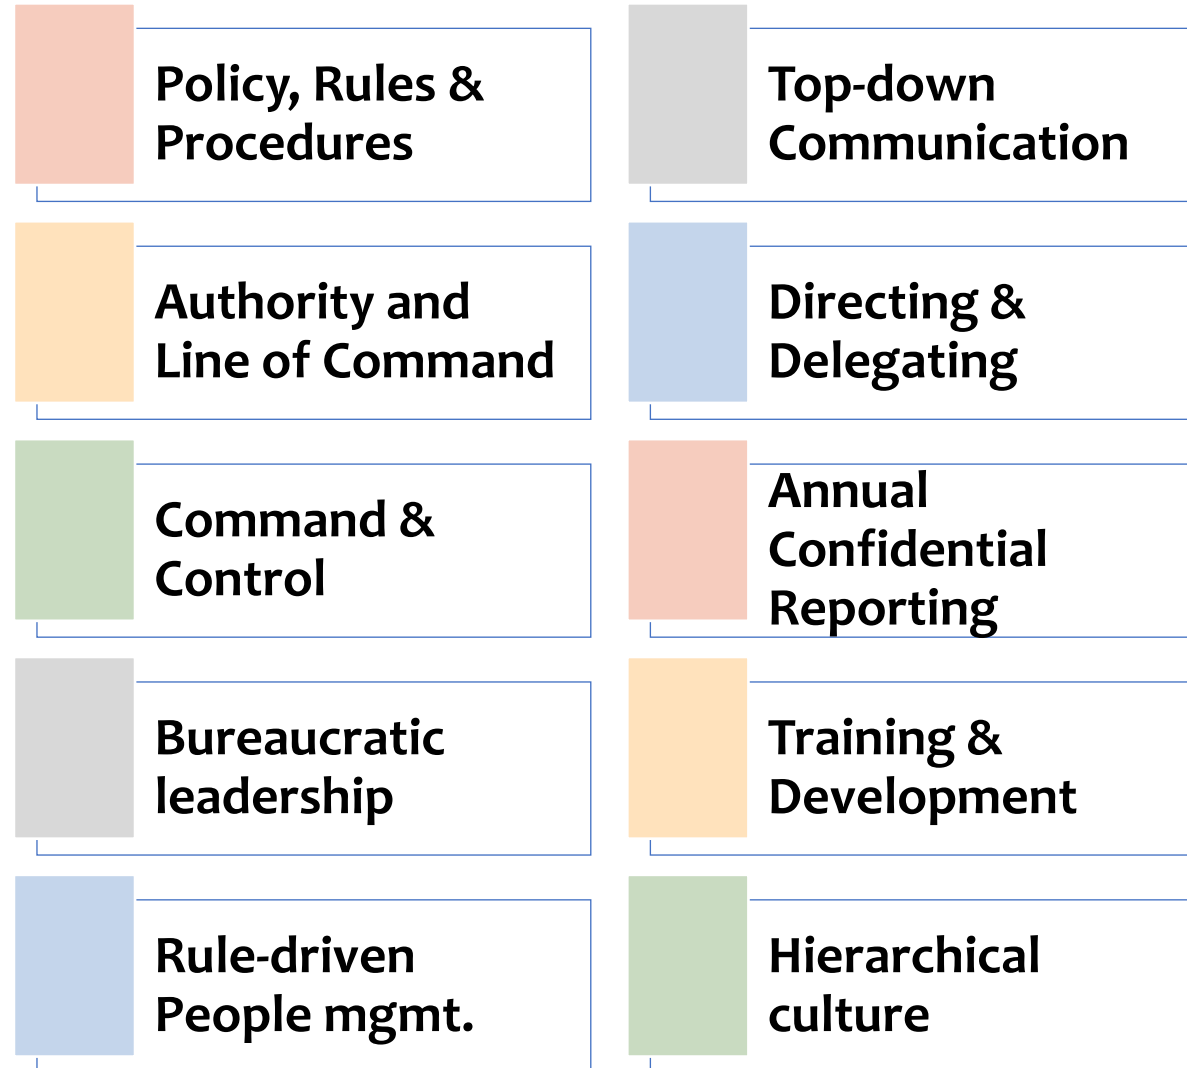 Policy, Rules &
Procedures
Top-down
Communication
Authority and
Line of Command
Directing &
Delegating
Command &
Control
Annual
Confidential
Reporting
Bureaucratic
leadership
Training &
Development
Rule-driven
People mgmt.
Hierarchical
culture